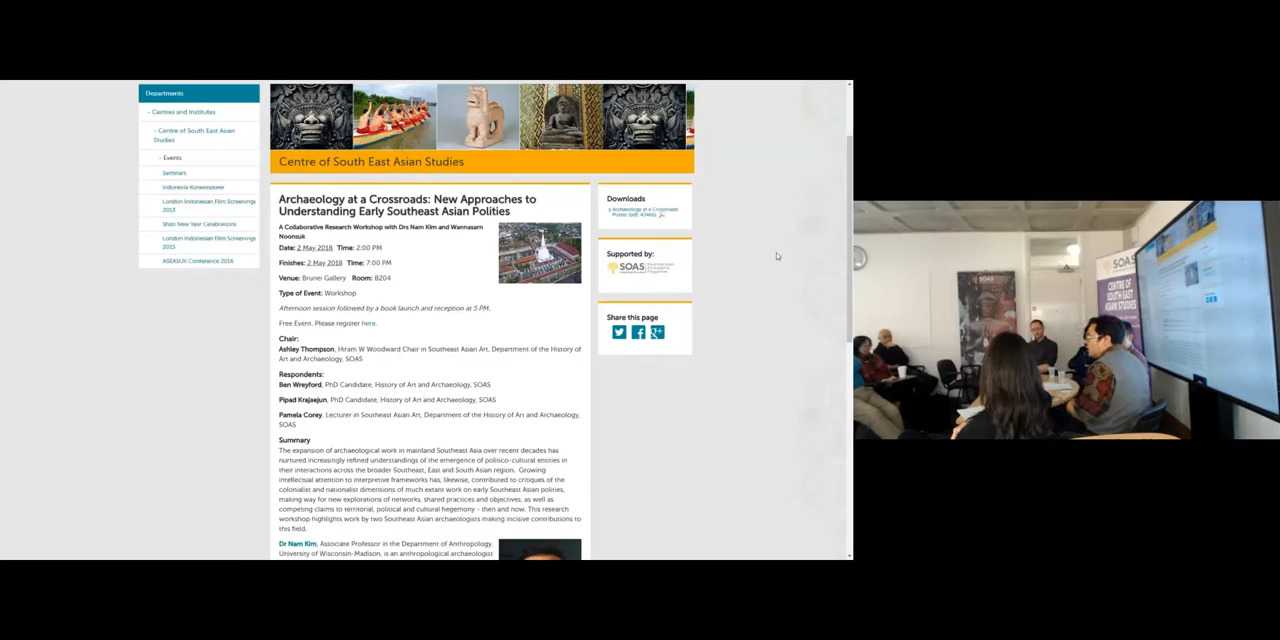 Departments
- Centres and Institutes
- Centre of South East Asian
Studies
- Events
Seminars
Indonesia Kontemporer
London Indonesian Film Screenings
2013
Shan New Year Celebrations
London Indonesian Film Screenings
2015
ASEASUK Conference 2016
Centre of South East Asian Studies
Archaeology at a Crossroads: New Approaches to
Understanding Early Southeast Asian Polities
A Collaborative Research Workshop with Drs Nam Kim and Wannasarn
Noonsuk
Date: 2 May 2018 Time: 2:00 PM
Finishes: 2 May 2018 Time: 7:00 PM
Venue: Brunei Gallery Room: B204
Type of Event: Workshop
Afternoon session followed by a book launch and reception at 5 PM.
Free Event. Please register here.
Chair:
Ashley Thompson, Hiram W Woodward Chair in Southeast Asian Art, Department of the History of
Art and Archaeology, SOAS
Respondents:
Ben Wreyford, PhD Candidate, History of Art and Archaeology, SOAS
Pipad Krajaejun, PhD Candidate, History of Art and Archaeology, SOAS
Pamela Corey, Lecturer in Southeast Asian Art, Department of the History of Art and Archaeology,
SOAS
Summary
The expansion of archaeological work in mainland Southeast Asia over recent decades has
nurtured increasingly refined understandings of the emergence of politico-cultural entities in
their interactions across the broader Southeast, East and South Asian region. Growing
intellectual attention to interpretive frameworks has, likewise, contributed to critiques of the
colonialist and nationalist dimensions of much extant work on early Southeast Asian polities,
making way for new explorations of networks, shared practices and objectives, as well as
competing claims to territorial, political and cultural hegemony - then and now. This research
workshop highlights work by two Southeast Asian archaeologists making incisive contributions to
this field.
Dr Nam Kim, Associate Professor in the Department of Anthropology,
University of Wisconsin-Madison, is an anthropological archaeologist
Downloads
Archaeology at a Crossroads
Poster (pdf, 434kb)
Supported by:
SOAS
Share this page
SOAS
SOAS
CENTRE OF
SOUTH EAST
ASIAN STUDIES